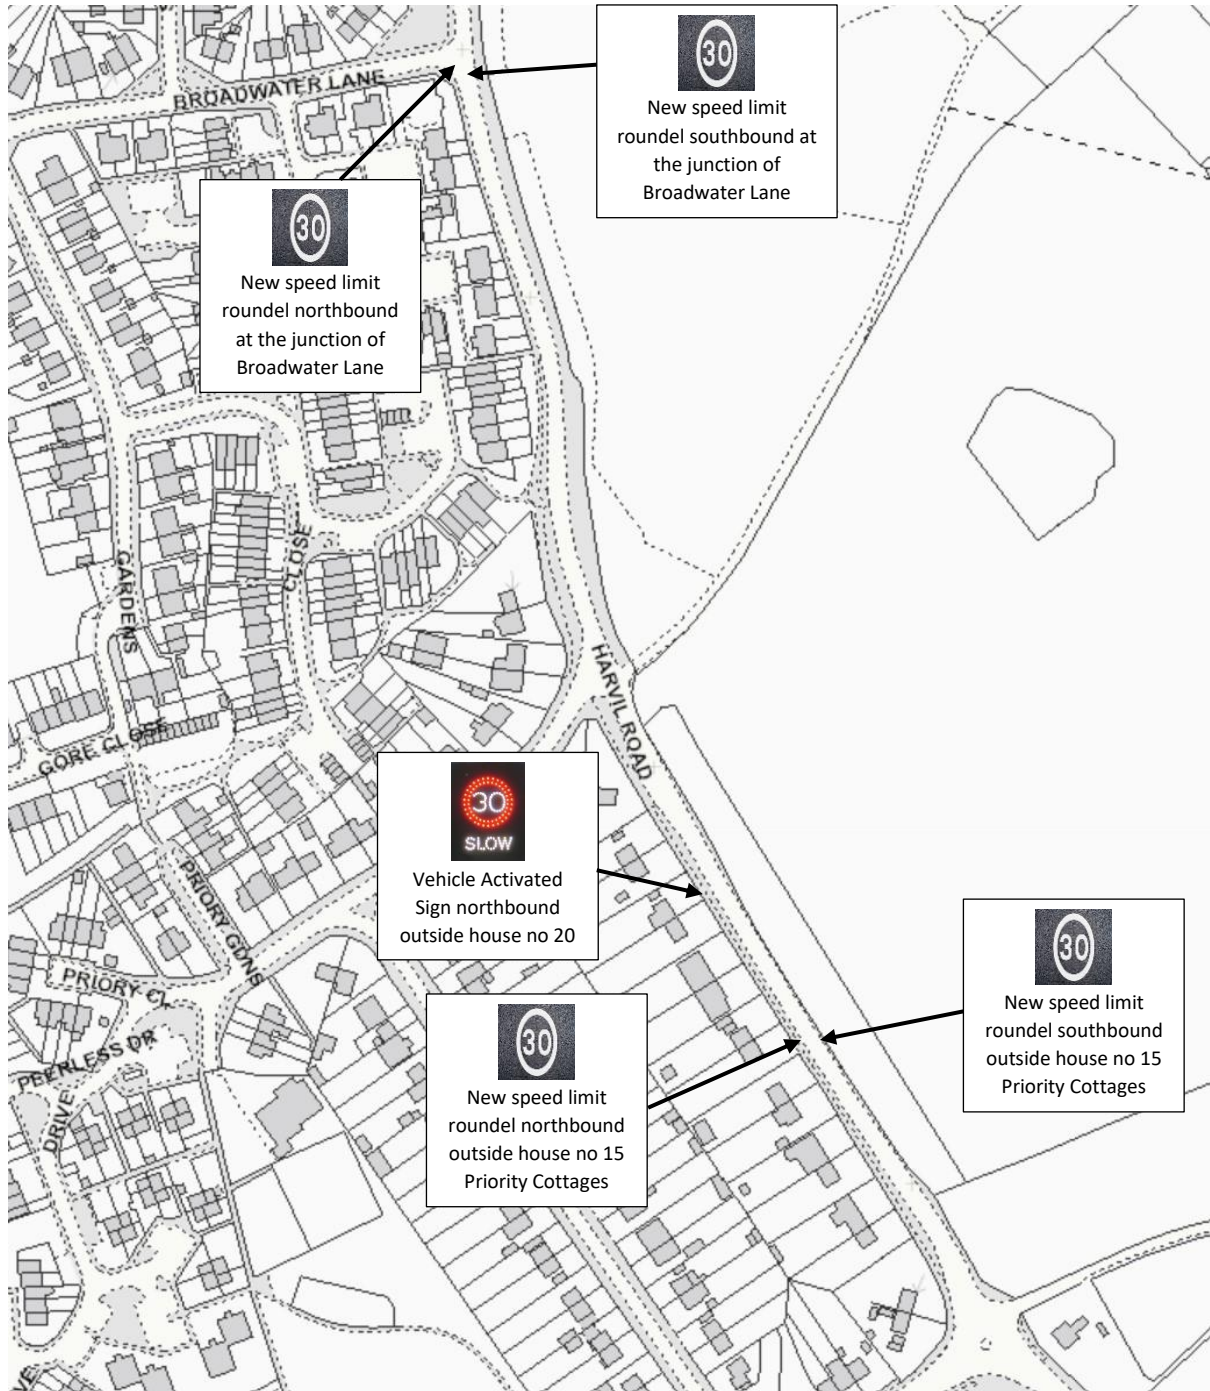 30
New speed limit
roundel southbound at
the junction of
Broadwater Lane
BROADWATER LANE
30
New speed limit
roundel northbound
at the junction of
Broadwater Lane
CLOSE
GARDENS
HARVIL ROAD
GORE CLOSE
30
SLOW
Vehicle Activated
Sign northbound
outside house no 20
PRIORY GDNS
PRIORY CL
PEERLESS DR
DRIVE
30
New speed limit
roundel southbound
outside house no 15
Priority Cottages
30
New speed limit
roundel northbound
outside house no 15
Priority Cottages
VE